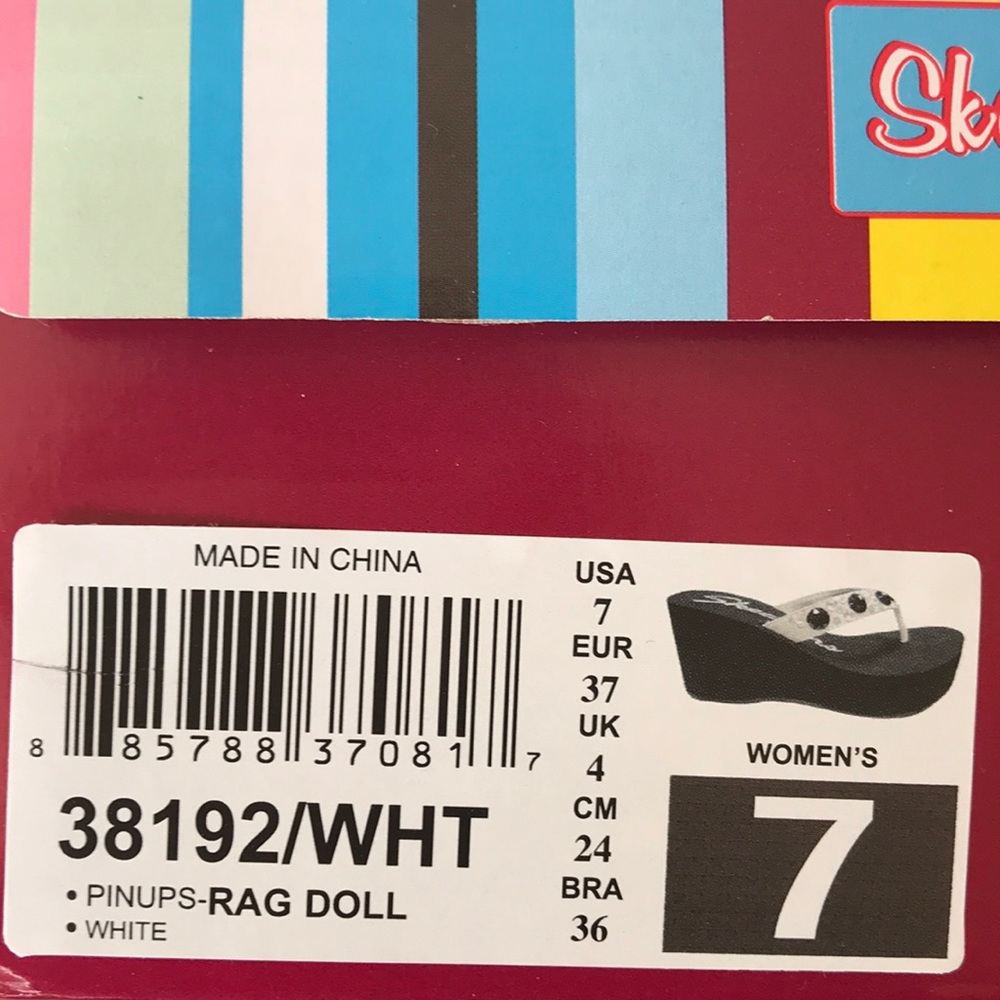 MADE IN CHINA
8 85788 37081 7
38192/WHT
• PINUPS-RAG DOLL
• WHITE
USA
7
EUR
37
UK
4
CM
24
BRA
36
WOMEN'S
7